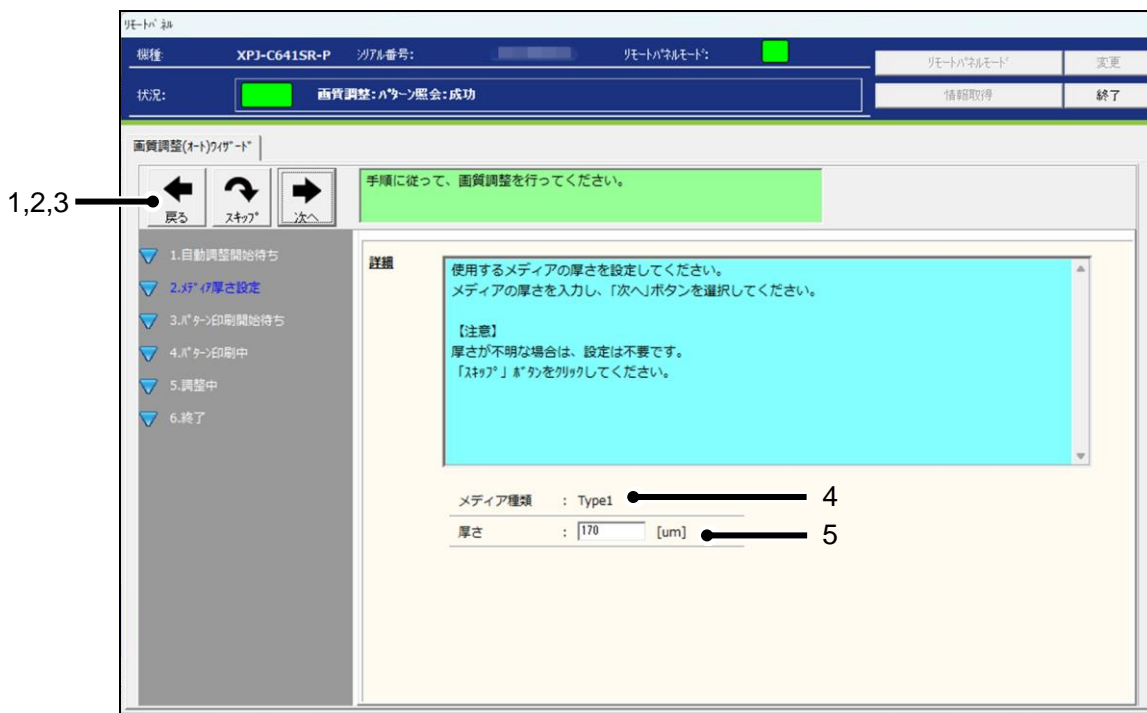 リモートパネル
機種: XPJ-C641SR-P シリアル番号: リモートパネルモード: リモートパネルモード 変更
状況: 画質調整:パターン照会:成功 情報取得 終了
画質調整(オート)ウィザード
1,2,3
戻る スキップ 次へ
手順に従って、画質調整を行ってください。
1.自動調整開始待ち
2.メディア厚さ設定
3.パターン印刷開始待ち
4.パターン印刷中
5.調整中
6.終了
詳細
使用するメディアの厚さを設定してください。
メディアの厚さを入力し、「次へ」ボタンを選択してください。
【注意】
厚さが不明な場合は、設定は不要です。
「スキップ」ボタンをクリックしてください。
メディア種類 : Type1 4
厚さ : 170 [um] 5